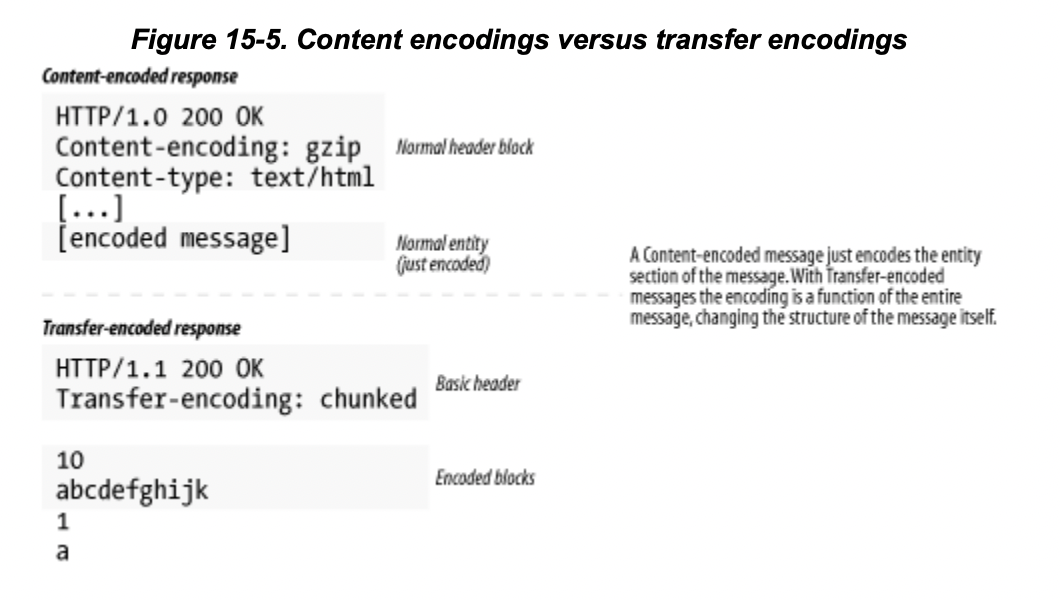 Figure 15-5. Content encodings versus transfer encodings
Content-encoded response
HTTP/1.0 200 OK
Content-encoding: gzip
Content-type: text/html
[...]
[encoded message]
Normal header block
Normal entity
(just encoded)
A Content-encoded message just encodes the entity
section of the message. With Transfer-encoded
messages the encoding is a function of the entire
message, changing the structure of the message itself.
Transfer-encoded response
HTTP/1.1 200 OK
Transfer-encoding: chunked
Basic header
10
abcdefghijk
Encoded blocks
1
a